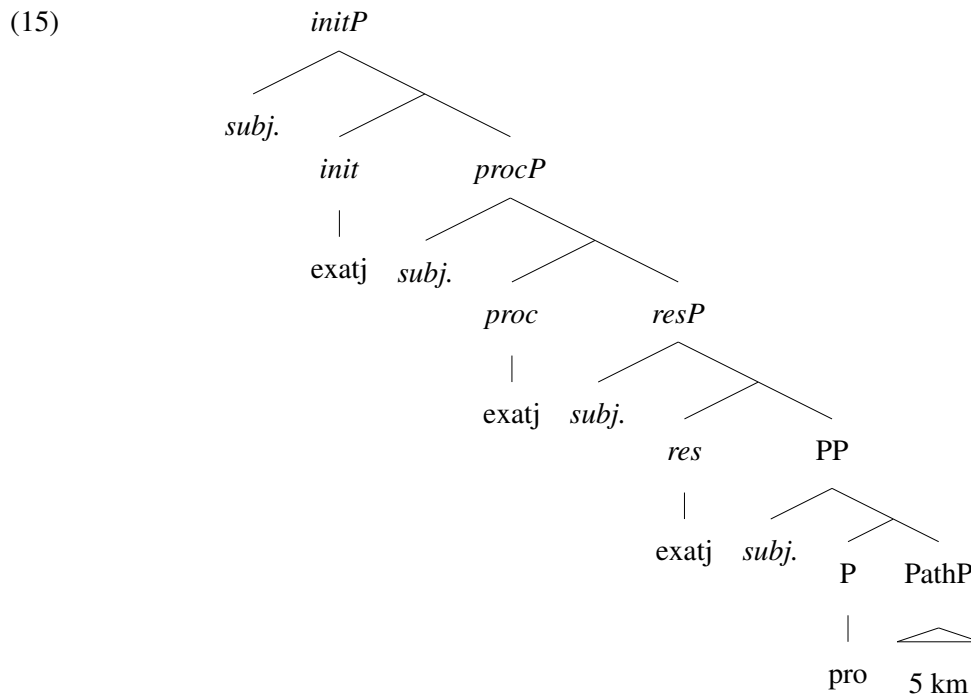 (15) initP
subj.
init procP
exatj subj.
proc resP
exatj subj.
res PP
exatj subj.
P PathP
pro 5 km